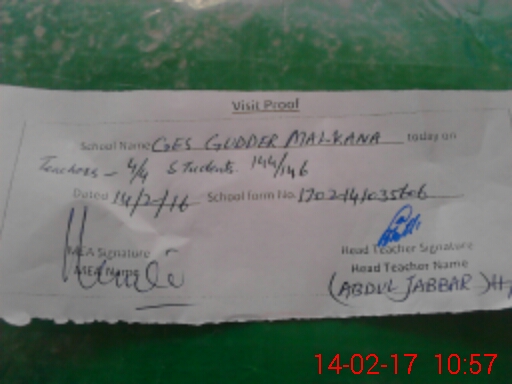 Visit Proof
School Name GES GUDDER MALKANA today on
Teachers - 4/4 Students. 144/146
Dated 14/2/16 School form No. 170214103560б
MEA Signature
MEA Name
Head Teacher Signature
Head Teacher Name
(ABDUL JABBAR)
14-02-17 10:57